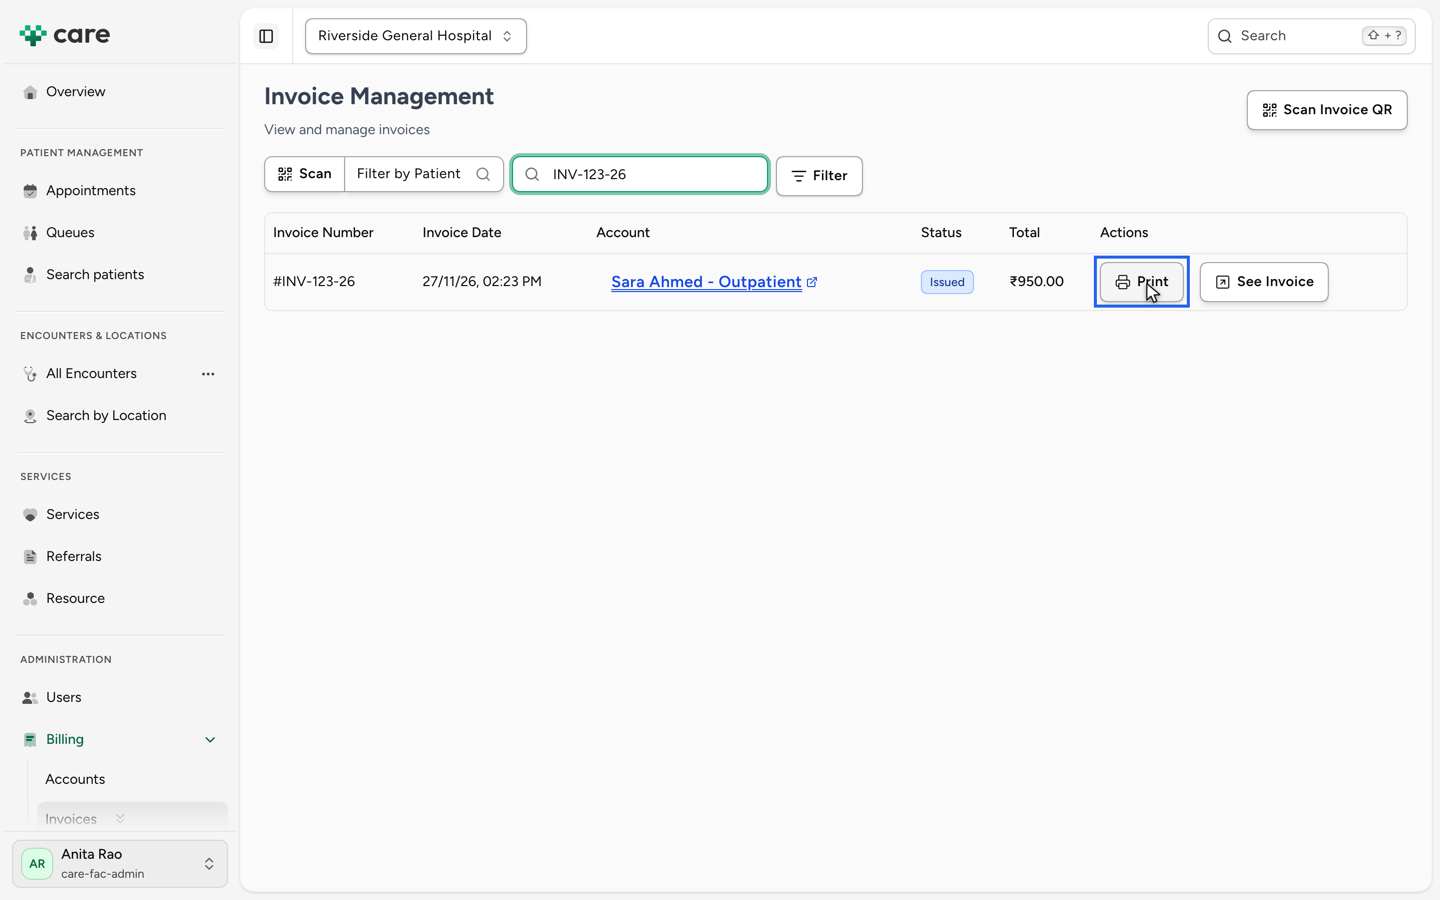 care
Riverside General Hospital
Search
⇧ + ?
Overview
PATIENT MANAGEMENT
Appointments
Queues
Search patients
ENCOUNTERS & LOCATIONS
All Encounters
Search by Location
SERVICES
Services
Referrals
Resource
ADMINISTRATION
Users
Billing
Accounts
Invoices
AR
Anita Rao
care-fac-admin
Invoice Management
View and manage invoices
Scan Invoice QR
Scan
Filter by Patient
INV-123-26
Filter
Invoice Number Invoice Date Account Status Total Actions
#INV-123-26 27/11/26, 02:23 PM Sara Ahmed - Outpatient Issued ₹950.00 Print See Invoice